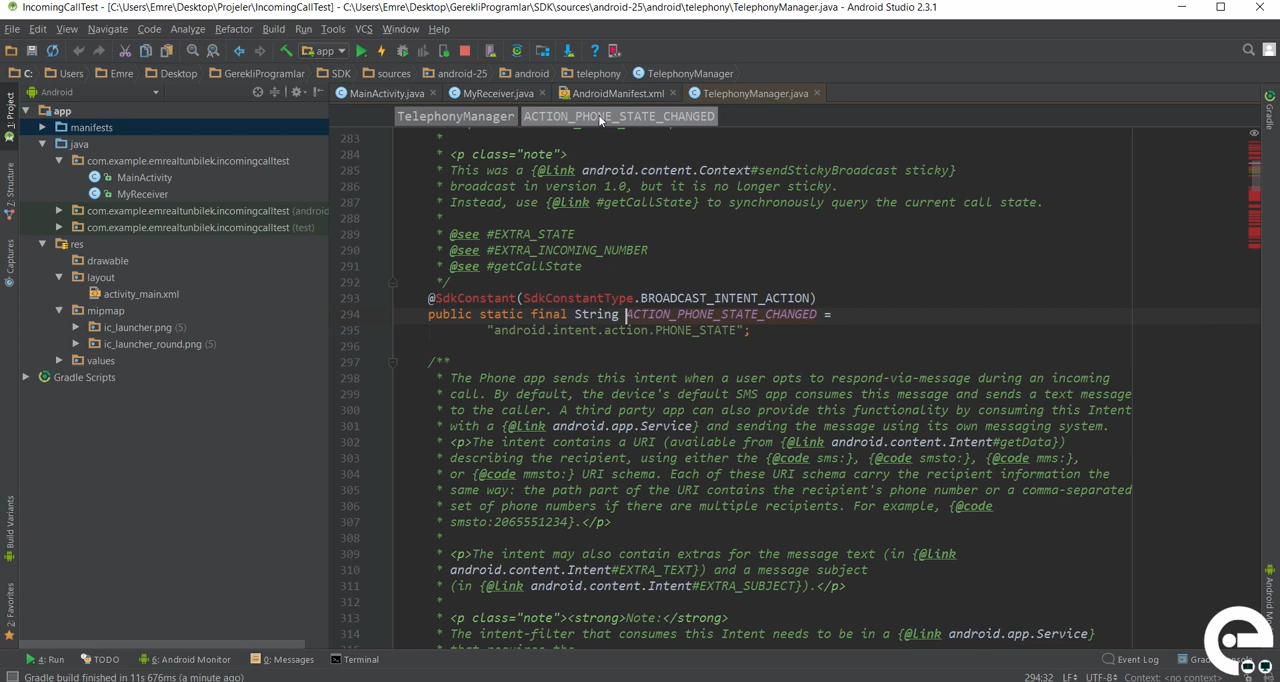 IncomingCallTest - [C:\Users\Emre\Desktop\Projeler\IncomingCallTest] - C:\Users\Emre\Desktop\GerekliProgramlar\SDK\sources\android-25\android\telephony\TelephonyManager.java - Android Studio 2.3.1
File Edit View Navigate Code Analyze Refactor Build Run Tools VCS Window Help
app
C: Users Emre Desktop GerekliProgramlar SDK sources android-25 android telephony TelephonyManager
Android
MainActivity.java MyReceiver.java AndroidManifest.xml TelephonyManager.java
TelephonyManager ACTION_PHONE_STATE_CHANGED
1: Project
Z: Structure
Captures
Build Variants
2: Favorites
app
manifests
java
com.example.emrealtunbilek.incomingcalltest
MainActivity
MyReceiver
com.example.emrealtunbilek.incomingcalltest (android
com.example.emrealtunbilek.incomingcalltest (test)
res
drawable
layout
activity_main.xml
mipmap
ic_launcher.png (5)
ic_launcher_round.png (5)
values
Gradle Scripts
283 *
284 * <p class="note">
285 * This was a {@link android.content.Context#sendStickyBroadcast sticky}
286 * broadcast in version 1.0, but it is no longer sticky.
287 * Instead, use {@link #getCallState} to synchronously query the current call state.
288 *
289 * @see #EXTRA_STATE
290 * @see #EXTRA_INCOMING_NUMBER
291 * @see #getCallState
292 */
293 @SdkConstant(SdkConstantType.BROADCAST_INTENT_ACTION)
294 public static final String ACTION_PHONE_STATE_CHANGED =
295 "android.intent.action.PHONE_STATE";
296
297 /**
298 * The Phone app sends this intent when a user opts to respond-via-message during an incoming
299 * call. By default, the device's default SMS app consumes this message and sends a text message
300 * to the caller. A third party app can also provide this functionality by consuming this Intent
301 * with a {@link android.app.Service} and sending the message using its own messaging system.
302 * <p>The intent contains a URI (available from {@link android.content.Intent#getData})
303 * describing the recipient, using either the {@code sms:}, {@code smsto:}, {@code mms:},
304 * or {@code mmsto:} URI schema. Each of these URI schema carry the recipient information the
305 * same way: the path part of the URI contains the recipient's phone number or a comma-separated
306 * set of phone numbers if there are multiple recipients. For example, {@code
307 * smsto:2065551234}.</p>
308 *
309 * <p>The intent may also contain extras for the message text (in {@link
310 * android.content.Intent#EXTRA_TEXT}) and a message subject
311 * (in {@link android.content.Intent#EXTRA_SUBJECT}).</p>
312 *
313 * <p class="note"><strong>Note:</strong>
314 * The intent-filter that consumes this Intent needs to be in a {@link android.app.Service}
* that requires the
Gradle
4: Run TODO 6: Android Monitor 0: Messages Terminal Event Log
Gradle build finished in 11s 676ms (a minute ago) 294:32 LF UTF-8 Context: <no context>